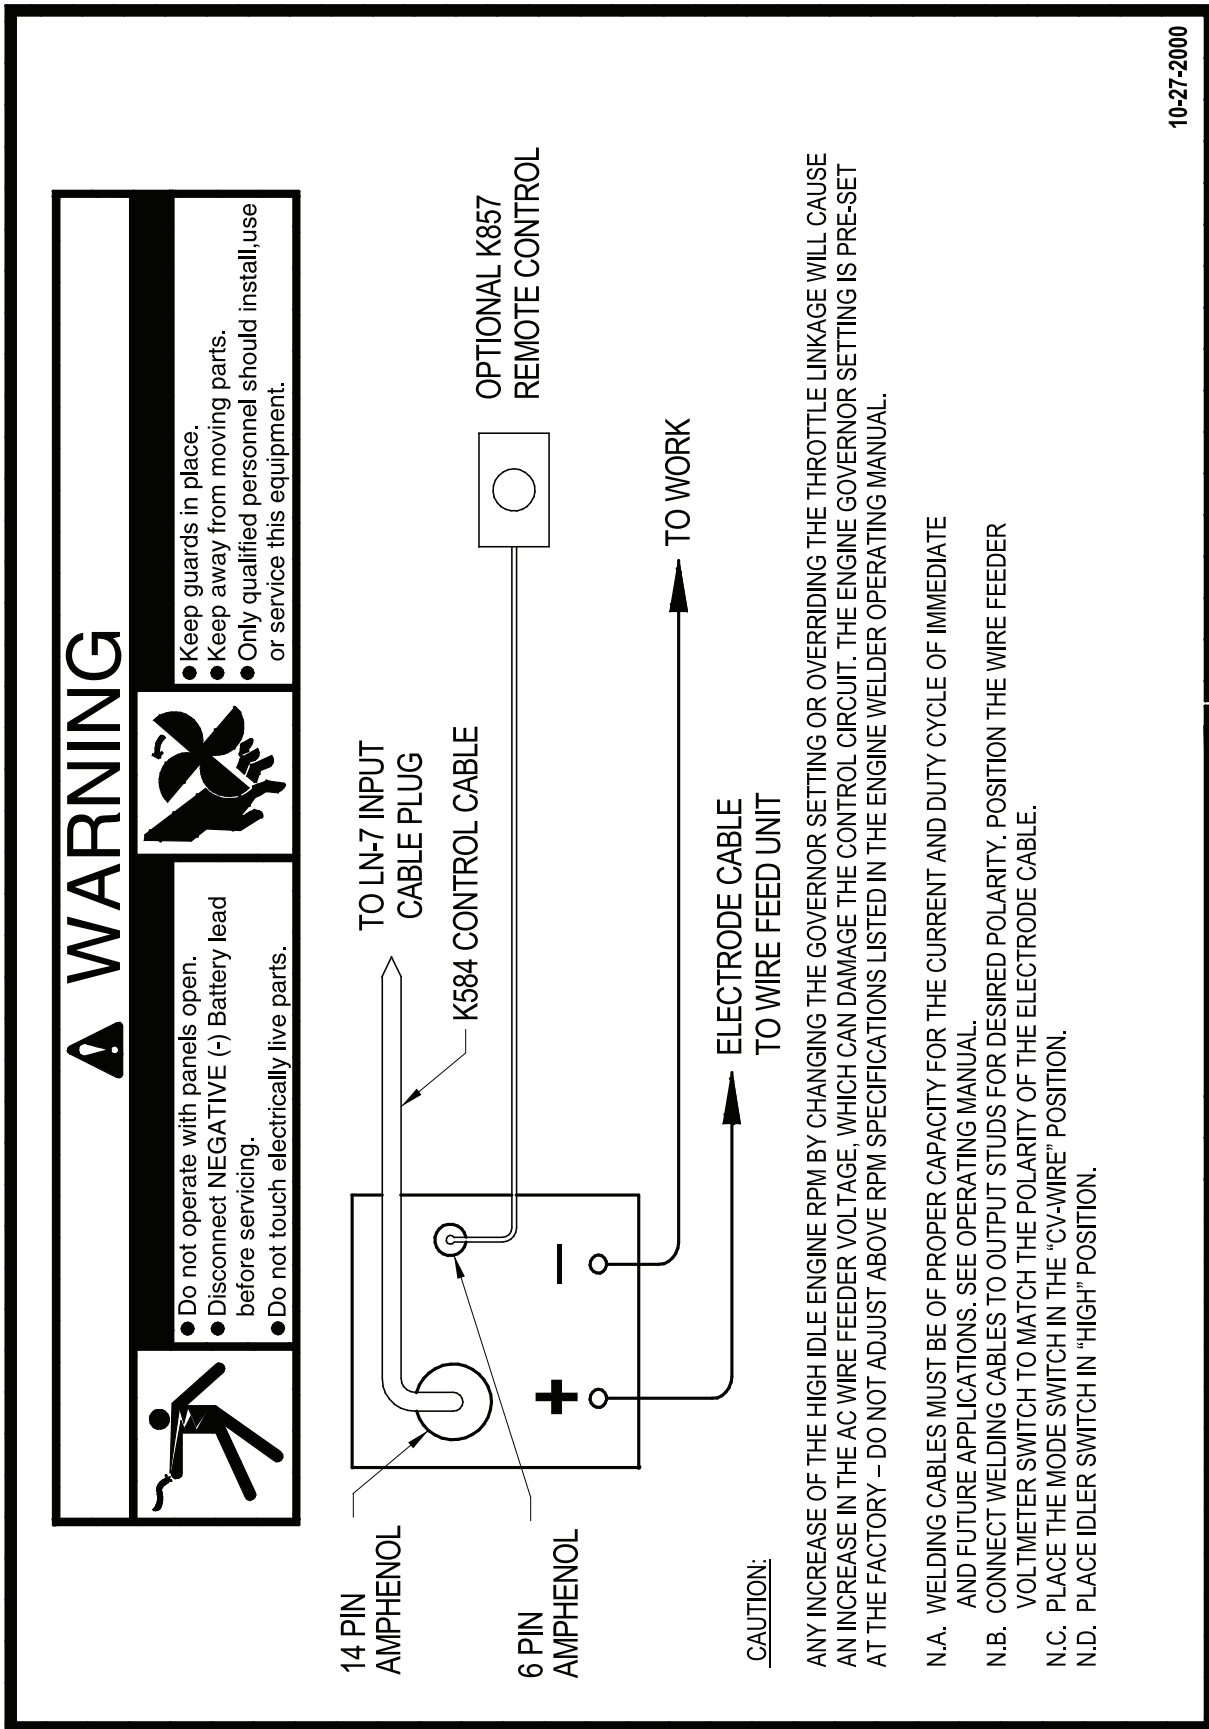 WARNING
● Do not operate with panels open.
● Disconnect NEGATIVE (-) Battery lead
before servicing.
● Do not touch electrically live parts.
● Keep guards in place.
● Keep away from moving parts.
● Only qualified personnel should install,use
or service this equipment.
14 PIN
AMPHENOL
6 PIN
AMPHENOL
TO LN-7 INPUT
CABLE PLUG
K584 CONTROL CABLE
OPTIONAL K857
REMOTE CONTROL
+
–
TO WORK
ELECTRODE CABLE
TO WIRE FEED UNIT
CAUTION:
ANY INCREASE OF THE HIGH IDLE ENGINE RPM BY CHANGING THE GOVERNOR SETTING OR OVERRIDING THE THROTTLE LINKAGE WILL CAUSE
AN INCREASE IN THE AC WIRE FEEDER VOLTAGE, WHICH CAN DAMAGE THE CONTROL CIRCUIT. THE ENGINE GOVERNOR SETTING IS PRE-SET
AT THE FACTORY – DO NOT ADJUST ABOVE RPM SPECIFICATIONS LISTED IN THE ENGINE WELDER OPERATING MANUAL.
N.A. WELDING CABLES MUST BE OF PROPER CAPACITY FOR THE CURRENT AND DUTY CYCLE OF IMMEDIATE
AND FUTURE APPLICATIONS. SEE OPERATING MANUAL.
N.B. CONNECT WELDING CABLES TO OUTPUT STUDS FOR DESIRED POLARITY. POSITION THE WIRE FEEDER
VOLTMETER SWITCH TO MATCH THE POLARITY OF THE ELECTRODE CABLE.
N.C. PLACE THE MODE SWITCH IN THE “CV-WIRE” POSITION.
N.D. PLACE IDLER SWITCH IN “HIGH” POSITION.
10-27-2000